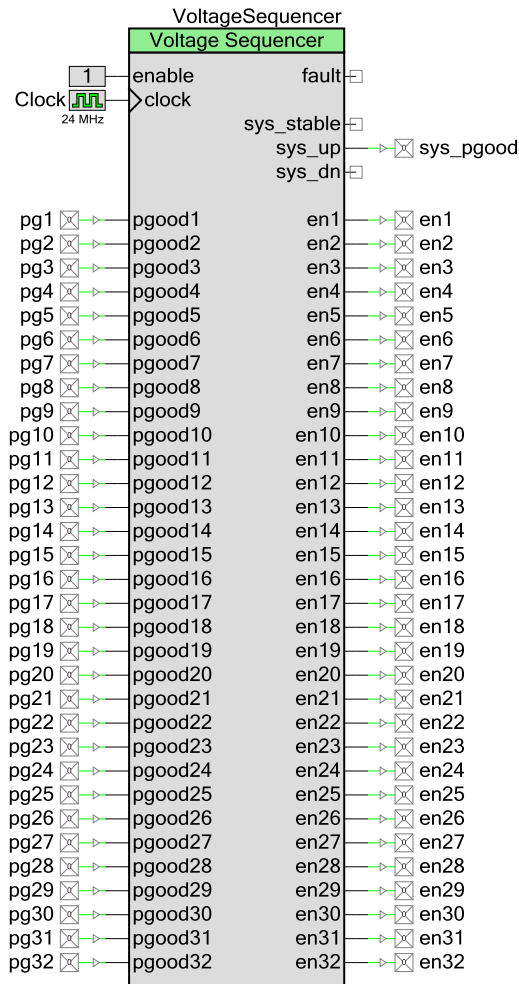 VoltageSequencer
Voltage Sequencer
1 enable fault
Clock clock
24 MHz
sys_stable
sys_up sys_pgood
sys_dn
pg1 pgood1 en1 en1
pg2 pgood2 en2 en2
pg3 pgood3 en3 en3
pg4 pgood4 en4 en4
pg5 pgood5 en5 en5
pg6 pgood6 en6 en6
pg7 pgood7 en7 en7
pg8 pgood8 en8 en8
pg9 pgood9 en9 en9
pg10 pgood10 en10 en10
pg11 pgood11 en11 en11
pg12 pgood12 en12 en12
pg13 pgood13 en13 en13
pg14 pgood14 en14 en14
pg15 pgood15 en15 en15
pg16 pgood16 en16 en16
pg17 pgood17 en17 en17
pg18 pgood18 en18 en18
pg19 pgood19 en19 en19
pg20 pgood20 en20 en20
pg21 pgood21 en21 en21
pg22 pgood22 en22 en22
pg23 pgood23 en23 en23
pg24 pgood24 en24 en24
pg25 pgood25 en25 en25
pg26 pgood26 en26 en26
pg27 pgood27 en27 en27
pg28 pgood28 en28 en28
pg29 pgood29 en29 en29
pg30 pgood30 en30 en30
pg31 pgood31 en31 en31
pg32 pgood32 en32 en32